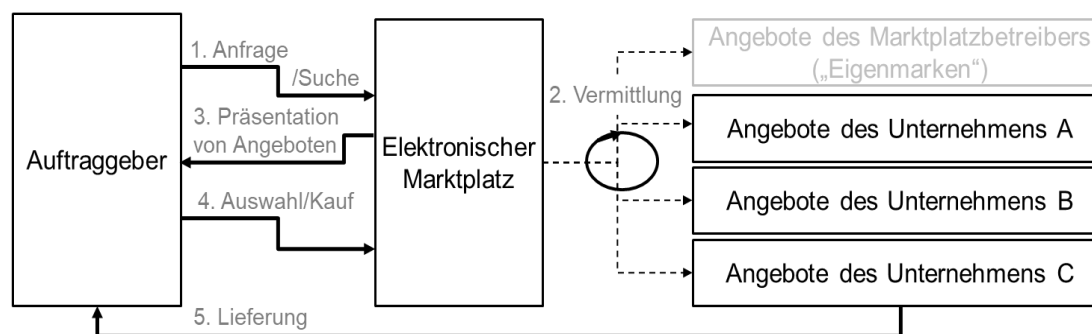 1. Anfrage
/Suche
3. Präsentation
von Angeboten
4. Auswahl/Kauf
5. Lieferung
Auftraggeber
Elektronischer
Marktplatz
2. Vermittlung
Angebote des Marktplatzbetreibers
(„Eigenmarken“)
Angebote des Unternehmens A
Angebote des Unternehmens B
Angebote des Unternehmens C